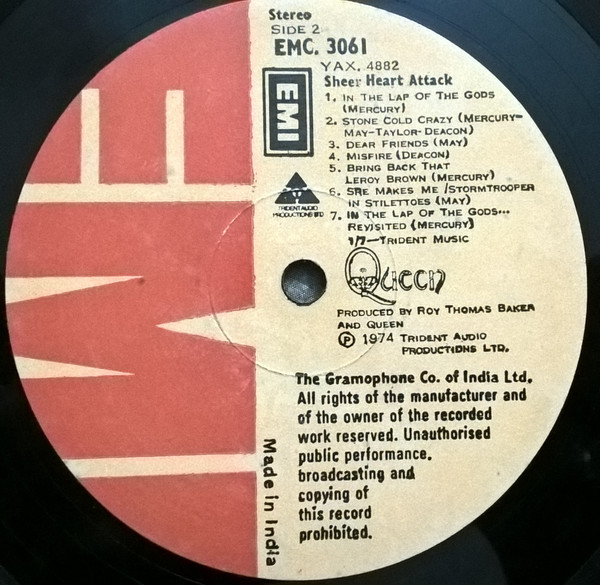 Stereo
SIDE 2
EMC. 3061
YAX. 4882
Sheer Heart Attack
EMI
1. IN THE LAP OF THE GODS
(MERCURY)
2. STONE COLD CRAZY (MERCURY-
MAY-TAYLOR-DEACON)
3. DEAR FRIENDS (MAY)
4. MISFIRE (DEACON)
5. BRING BACK THAT
LEROY BROWN (MERCURY)
6. SHE MAKES ME/STORMTROOPER
IN STILETTOES (MAY)
7. IN THE LAP OF THE GODS...
REVISITED (MERCURY)
1/7—TRIDENT MUSIC
TRIDENT AUDIO
PRODUCTIONS LTD
Queen
PRODUCED BY ROY THOMAS BAKER
AND QUEEN
Ⓟ 1974 TRIDENT AUDIO
PRODUCTIONS LTD.
The Gramophone Co. of India Ltd.
All rights of the manufacturer and
of the owner of the recorded
work reserved. Unauthorised
public performance.
broadcasting and
copying of
this record
prohibited.
Made in India
EMI